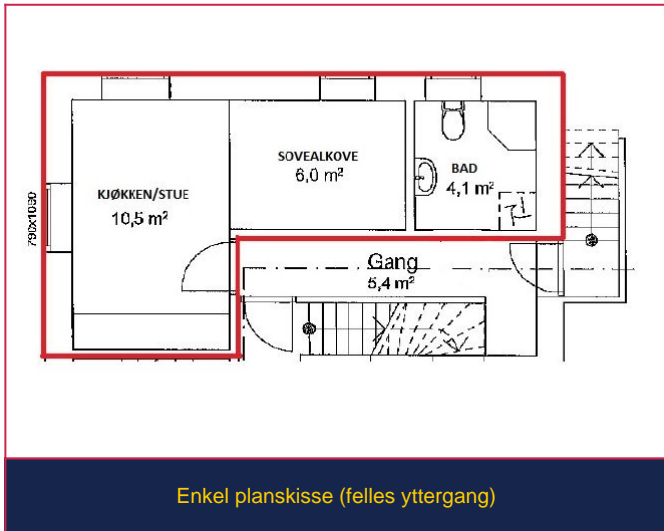 SOVEALKOVE
6,0 m²
BAD
4,1 m²
KJØKKEN/STUE
10,5 m²
790x1090
Gang
5,4 m²
Enkel planskisse (felles yttergang)